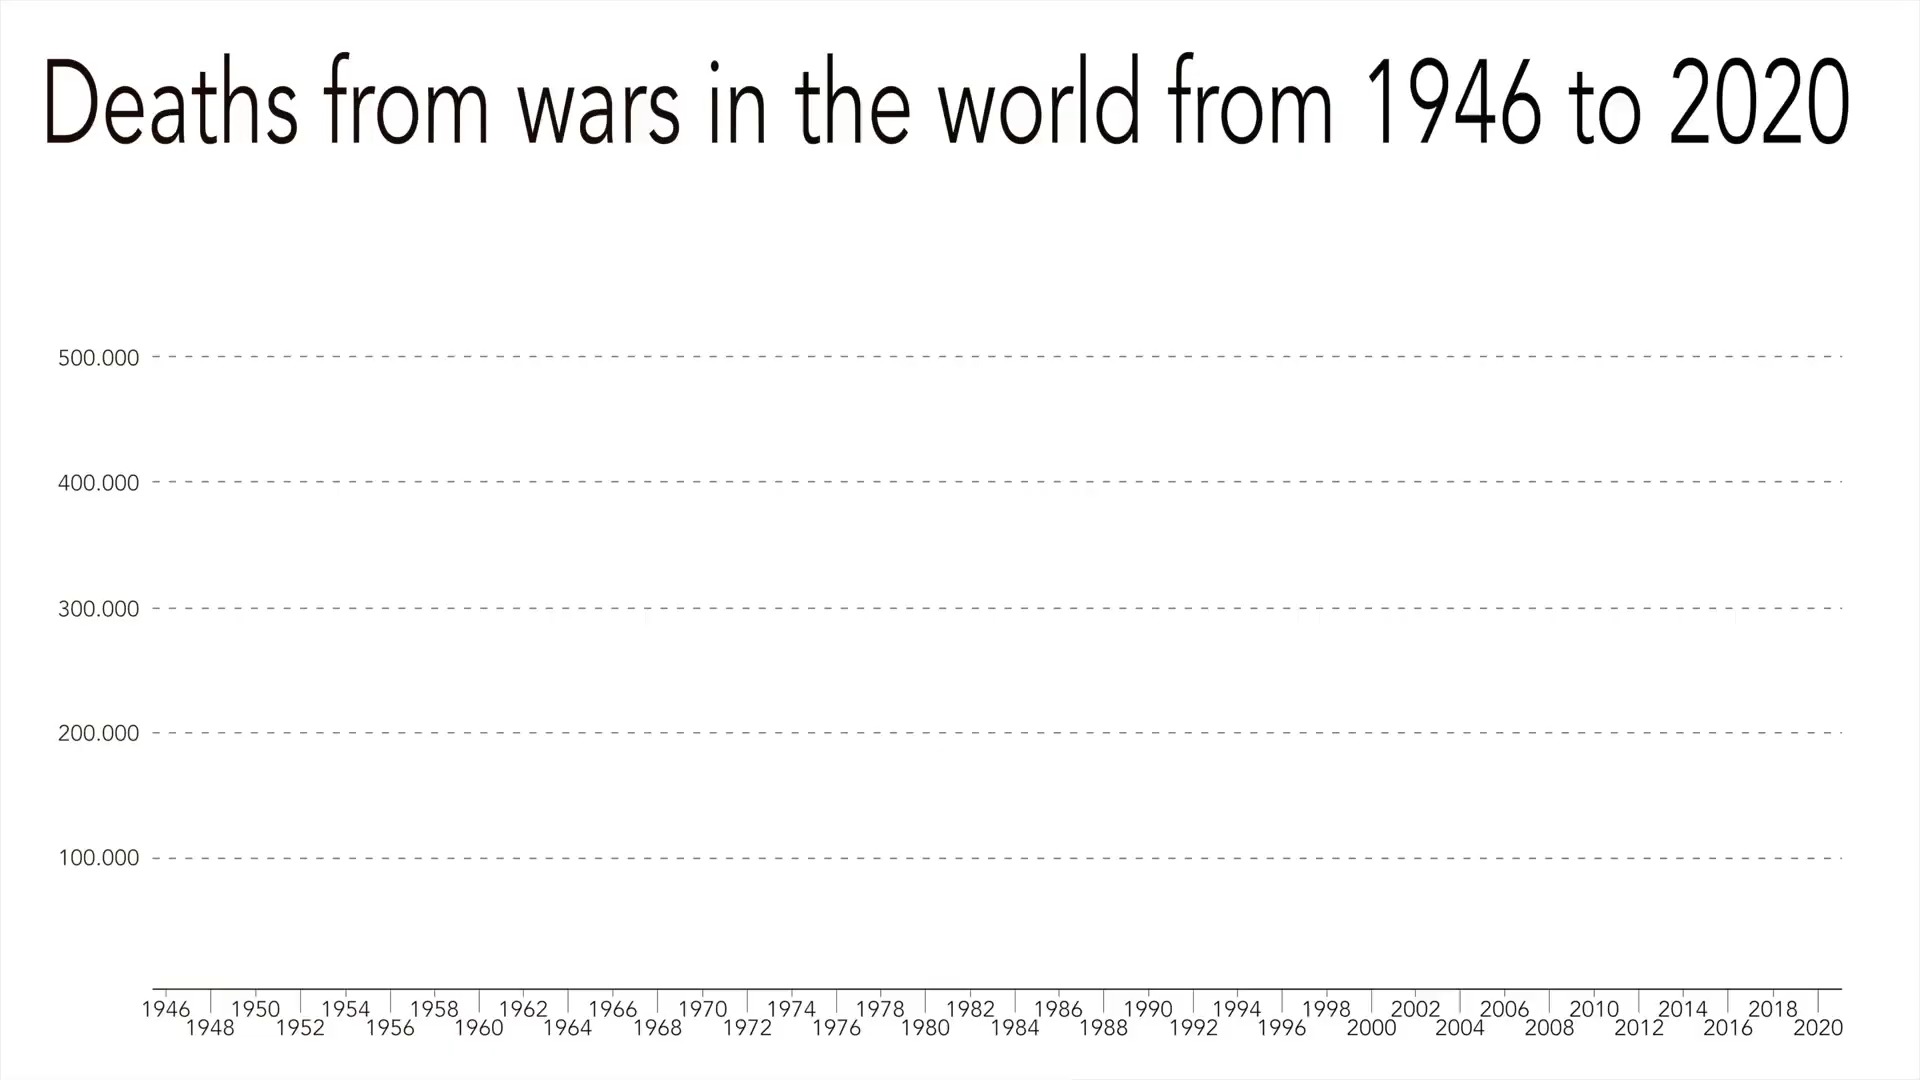 Deaths from wars in the world from 1946 to 2020
500.000
400.000
300.000
200.000
100.000
1946 1950 1954 1958 1962 1966 1970 1974 1978 1982 1986 1990 1994 1998 2002 2006 2010 2014 2018
1948 1952 1956 1960 1964 1968 1972 1976 1980 1984 1988 1992 1996 2000 2004 2008 2012 2016 2020